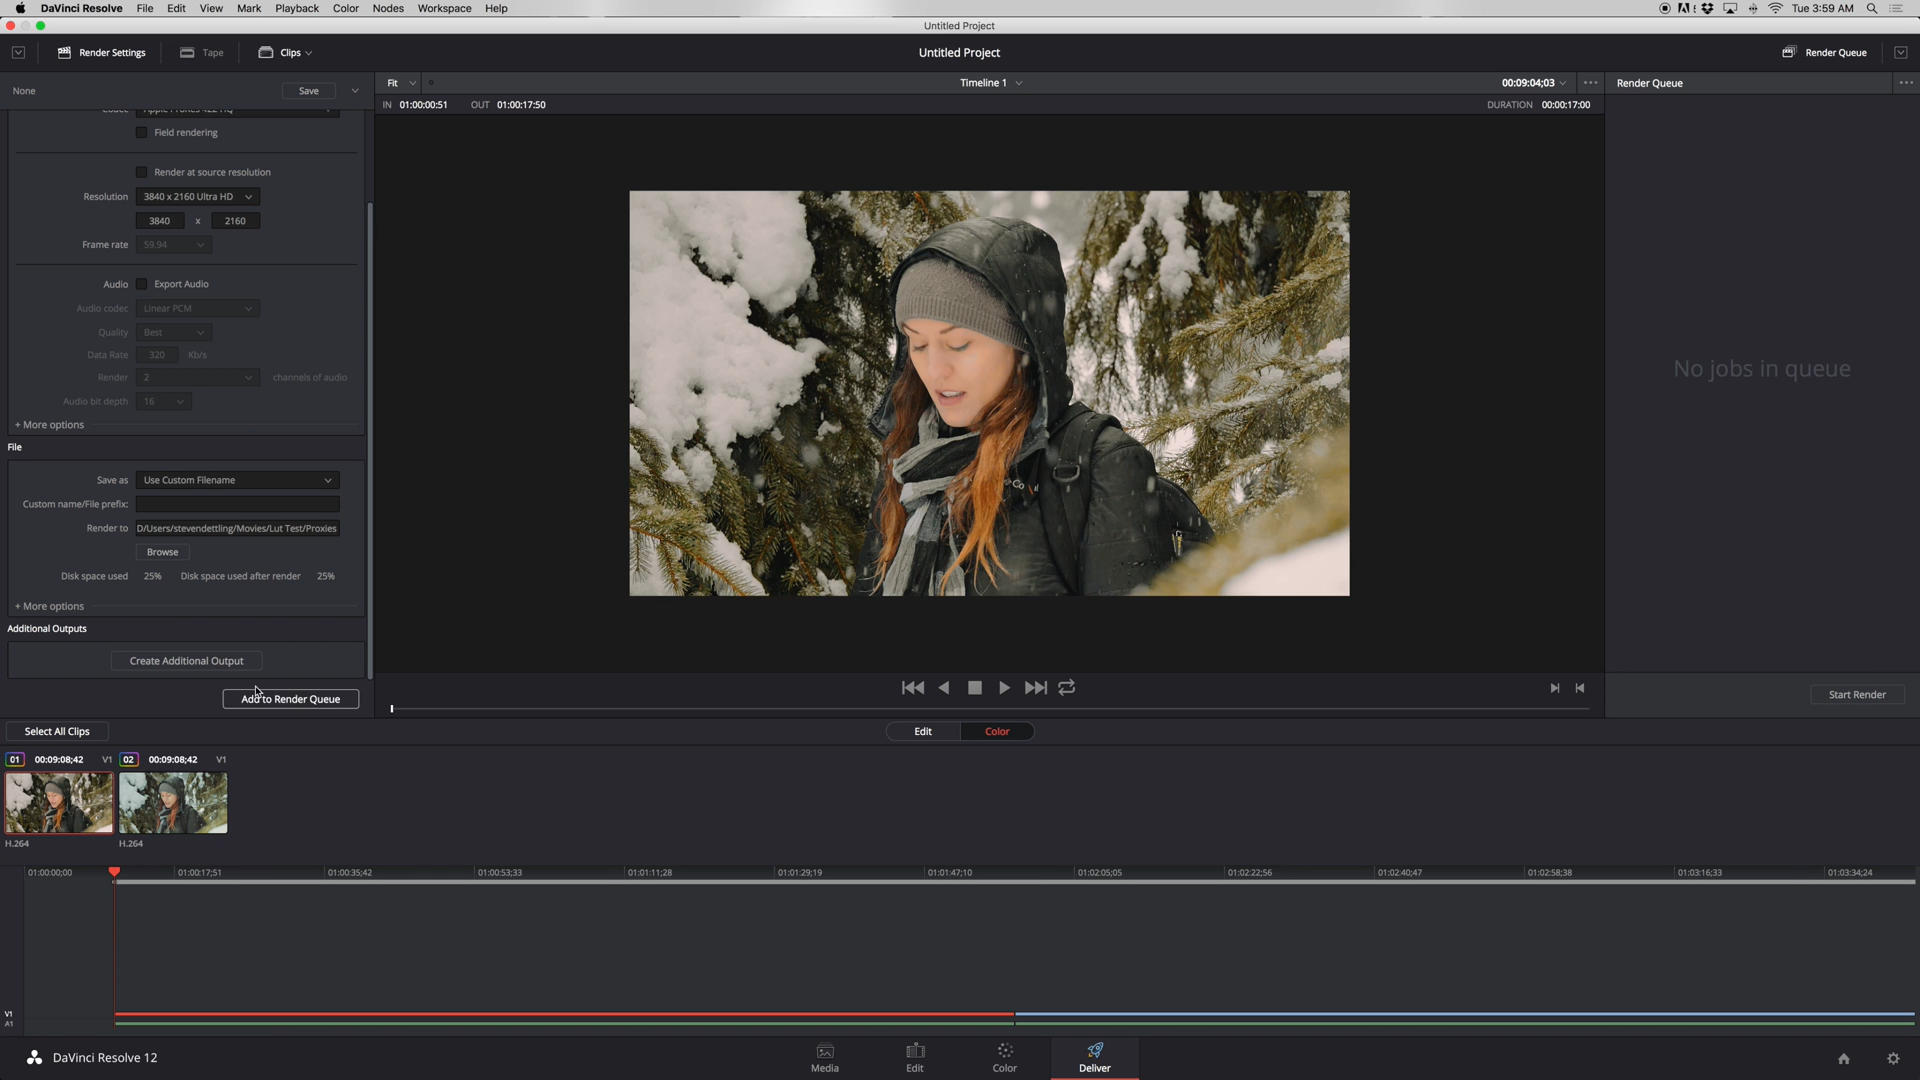 DaVinci Resolve File Edit View Mark Playback Color Nodes Workspace Help Tue 3:59 AM
Untitled Project
Render Settings Tape Clips Untitled Project Render Queue
None Save Fit Timeline 1 00:09:04;03 Render Queue
IN 01:00:00:51 OUT 01:00:17:50 DURATION 00:00:17:00
Field rendering
Render at source resolution
Resolution 3840 x 2160 Ultra HD
3840 x 2160
Frame rate 59.94
Audio Export Audio
Audio codec Linear PCM
Quality Best
Data Rate 320 Kb/s
Render 2 channels of audio
Audio bit depth 16
+ More options
File
Save as Use Custom Filename
Custom name/File prefix:
Render to D/Users/stevendettling/Movies/Lut Test/Proxies
Browse
Disk space used 25% Disk space used after render 25%
+ More options
Additional Outputs
Create Additional Output
Add to Render Queue
No jobs in queue
Start Render
Select All Clips Edit Color
01 00:09:08;42 V1 02 00:09:08;42 V1
H.264 H.264
01:00:00;00 01:00:17;51 01:00:35;42 01:00:53;33 01:01:11;28 01:01:29;19 01:01:47;10 01:02:05;05 01:02:22;56 01:02:40;47 01:02:58;38 01:03:16;33 01:03:34;24
V1
A1
DaVinci Resolve 12 Media Edit Color Deliver